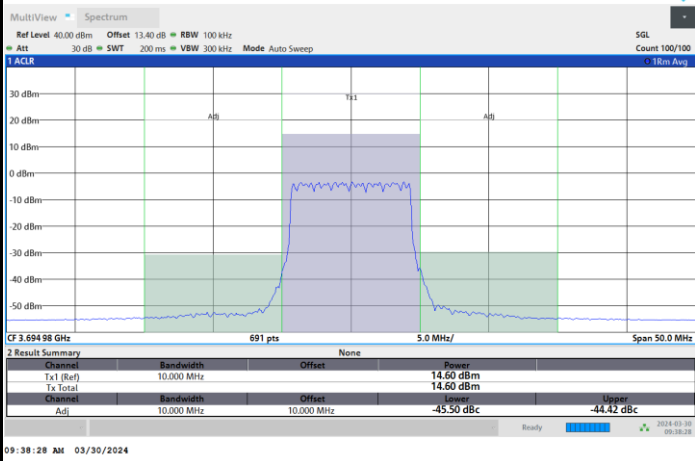 MultiView Spectrum
Ref Level 40.00 dBm Offset 13.40 dB RBW 100 kHz SGL
Att 30 dB SWT 200 ms VBW 300 kHz Mode Auto Sweep Count 100/100
1 ACLR 1Rm Avg
30 dBm
Tx1
20 dBm
Adj Adj
10 dBm
0 dBm
-10 dBm
-20 dBm
-30 dBm
-40 dBm
-50 dBm
CF 3.694 98 GHz 691 pts 5.0 MHz/ Span 50.0 MHz
2 Result Summary None
Channel Bandwidth Offset Power
Tx1 (Ref) 10.000 MHz 14.60 dBm
Tx Total 14.60 dBm
Channel Bandwidth Offset Lower Upper
Adj 10.000 MHz 10.000 MHz -45.50 dBc -44.42 dBc
Ready 2024-03-30
09:38:28
09:38:28 AM 03/30/2024